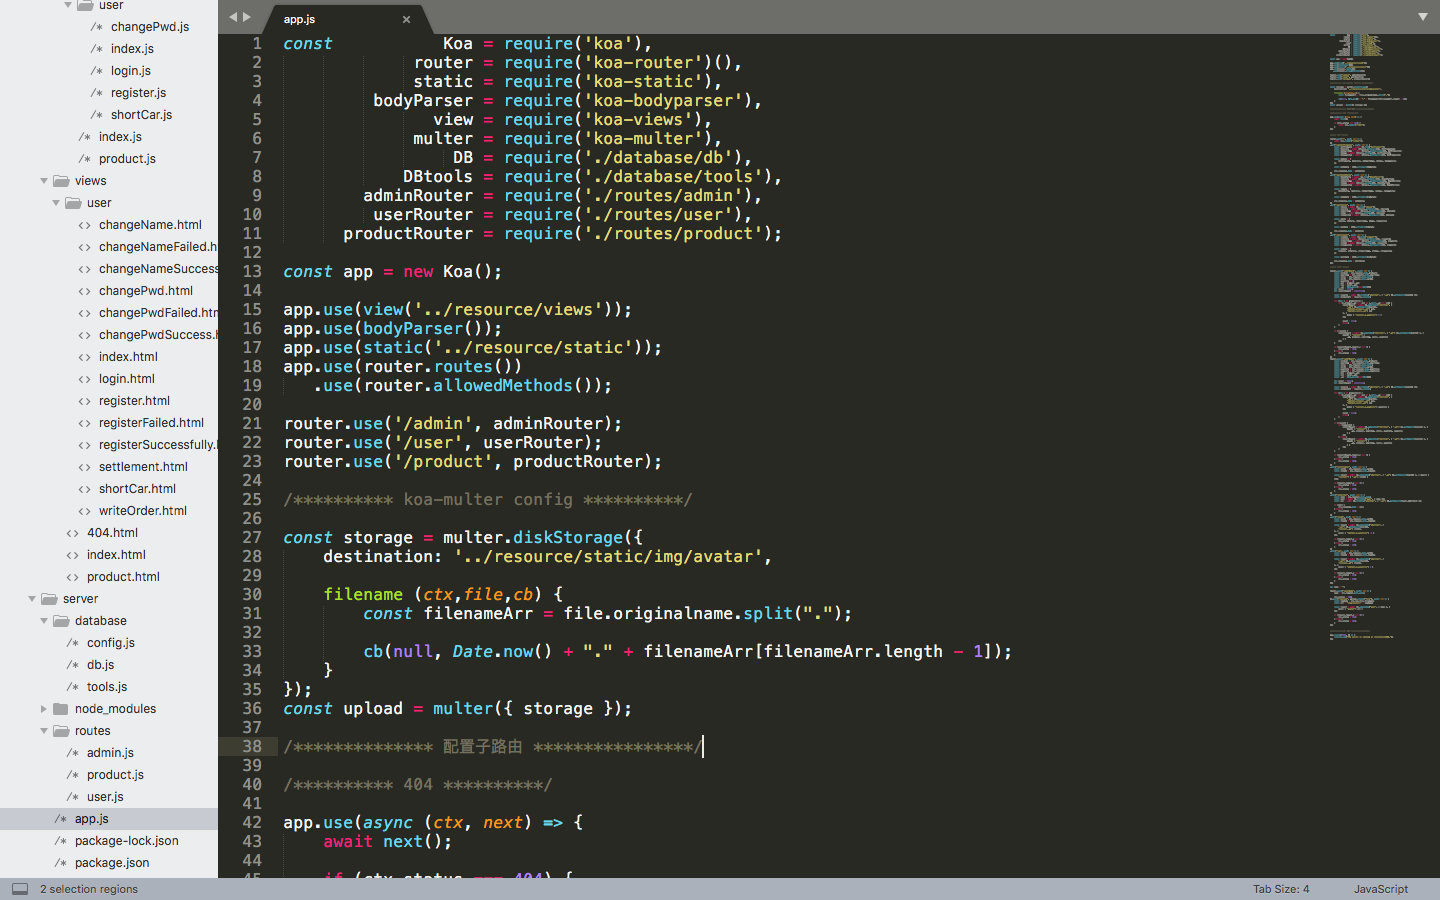 user
changePwd.js
index.js
login.js
register.js
shortCar.js
index.js
product.js
views
user
changeName.html
changeNameFailed.h
changeNameSuccess
changePwd.html
changePwdFailed.htm
changePwdSuccess.h
index.html
login.html
register.html
registerFailed.html
registerSuccessfully.h
settlement.html
shortCar.html
writeOrder.html
404.html
index.html
product.html
server
database
config.js
db.js
tools.js
node_modules
routes
admin.js
product.js
user.js
app.js
package-lock.json
package.json
app.js
1 const Koa = require('koa'),
2 router = require('koa-router')(),
3 static = require('koa-static'),
4 bodyParser = require('koa-bodyparser'),
5 view = require('koa-views'),
6 multer = require('koa-multer'),
7 DB = require('./database/db'),
8 DBtools = require('./database/tools'),
9 adminRouter = require('./routes/admin'),
10 userRouter = require('./routes/user'),
11 productRouter = require('./routes/product');
12
13 const app = new Koa();
14
15 app.use(view('../resource/views'));
16 app.use(bodyParser());
17 app.use(static('../resource/static'));
18 app.use(router.routes())
19 .use(router.allowedMethods());
20
21 router.use('/admin', adminRouter);
22 router.use('/user', userRouter);
23 router.use('/product', productRouter);
24
25 /********** koa-multer config **********/
26
27 const storage = multer.diskStorage({
28 destination: '../resource/static/img/avatar',
29
30 filename (ctx,file,cb) {
31 const filenameArr = file.originalname.split(".");
32
33 cb(null, Date.now() + "." + filenameArr[filenameArr.length - 1]);
34 }
35 });
36 const upload = multer({ storage });
37
38 /************** 配置子路由 ****************/
39
40 /********** 404 **********/
41
42 app.use(async (ctx, next) => {
43 await next();
44
45 if (ctx.status === 404) {
2 selection regions
Tab Size: 4
JavaScript